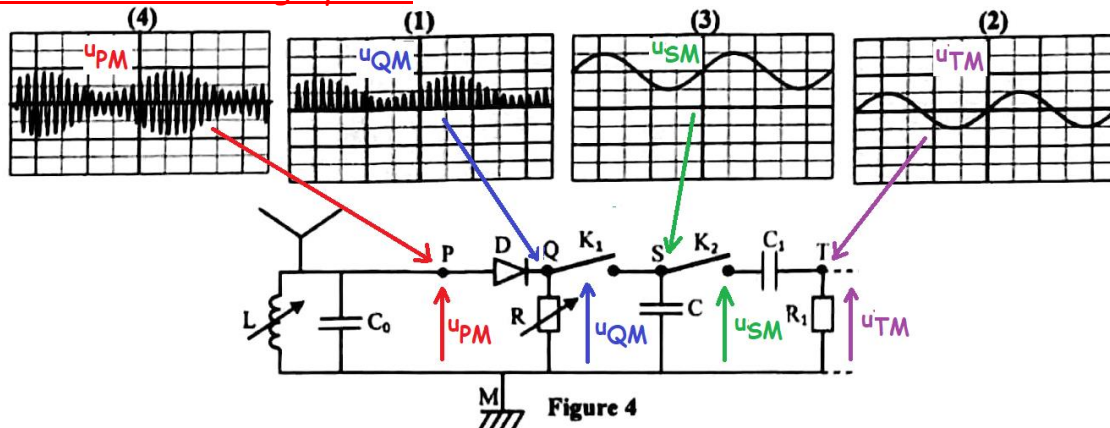 (4) (1) (3) (2)
uPM uQM uSM uTM
P D Q K₁ S K₂ C₁ T
L C₀ R C R₁
uPM uQM uSM uTM
M Figure 4